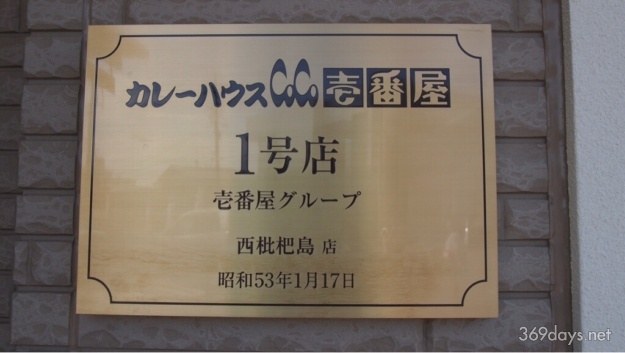 カレーハウスCoCo壱番屋
1号店
壱番屋グループ
西枇杷島 店
昭和53年1月17日
369days.net